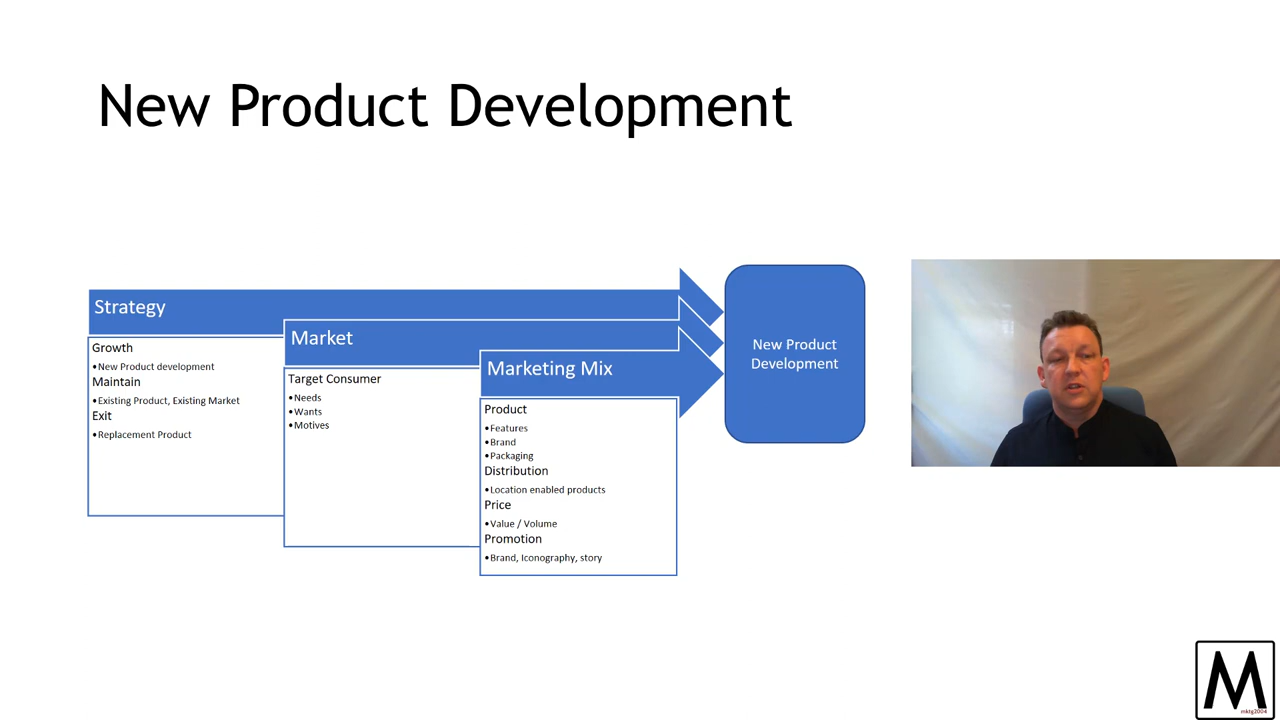 New Product Development
Strategy
Growth
•New Product development
Maintain
•Existing Product, Existing Market
Exit
•Replacement Product
Market
Target Consumer
•Needs
•Wants
•Motives
Marketing Mix
Product
•Features
•Brand
•Packaging
Distribution
•Location enabled products
Price
•Value / Volume
Promotion
•Brand, Iconography, story
New Product
Development
M
mktg2004